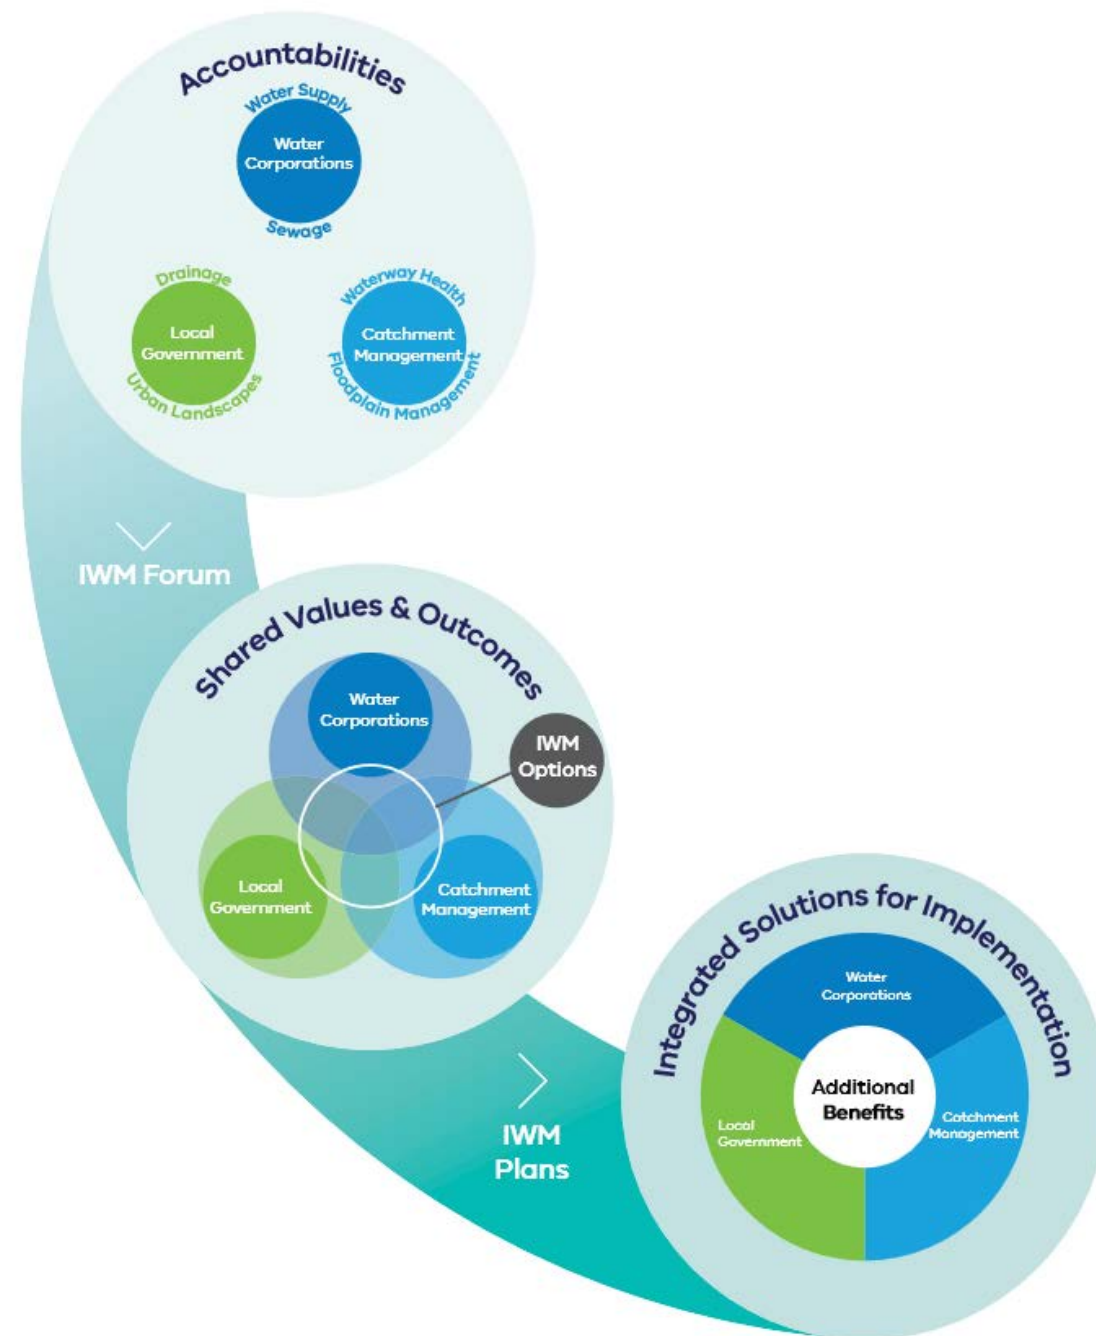 Accountabilities
Water Supply
Water
Corporations
Sewage
Drainage
Local
Government
Urban Landscapes
Waterway Health
Catchment
Management
Floodplain Management
IWM Forum
Shared Values & Outcomes
Water
Corporations
IWM
Options
Local
Government
Catchment
Management
IWM
Plans
Integrated Solutions for Implementation
Water
Corporations
Additional
Benefits
Local
Government
Catchment
Management